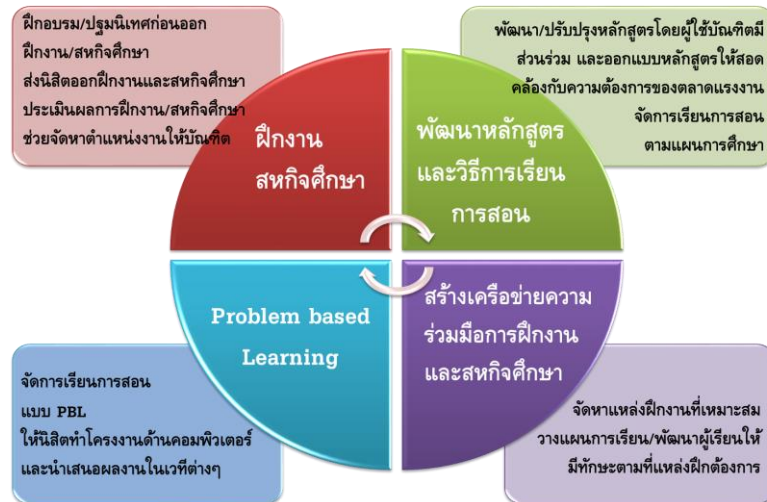 ฝึกอบรม/ปฐมนิเทศก่อนออก
ฝึกงาน/สหกิจศึกษา
ส่งนิสิตออกฝึกงานและสหกิจศึกษา
ประเมินผลการฝึกงาน/สหกิจศึกษา
ช่วยจัดหาตำแหน่งงานให้บัณฑิต
พัฒนา/ปรับปรุงหลักสูตรโดยผู้ใช้บัณฑิตมี
ส่วนร่วม และออกแบบหลักสูตรให้สอด
คล้องกับความต้องการของตลาดแรงงาน
จัดการเรียนการสอน
ตามแผนการศึกษา
ฝึกงาน
สหกิจศึกษา
พัฒนาหลักสูตร
และวิธีการเรียน
การสอน
Problem based
Learning
สร้างเครือข่ายความ
ร่วมมือการฝึกงาน
และสหกิจศึกษา
จัดการเรียนการสอน
แบบ PBL
ให้นิสิตทำโครงงานด้านคอมพิวเตอร์
และนำเสนอผลงานในเวทีต่างๆ
จัดหาแหล่งฝึกงานที่เหมาะสม
วางแผนการเรียน/พัฒนาผู้เรียนให้
มีทักษะตามที่แหล่งฝึกต้องการ